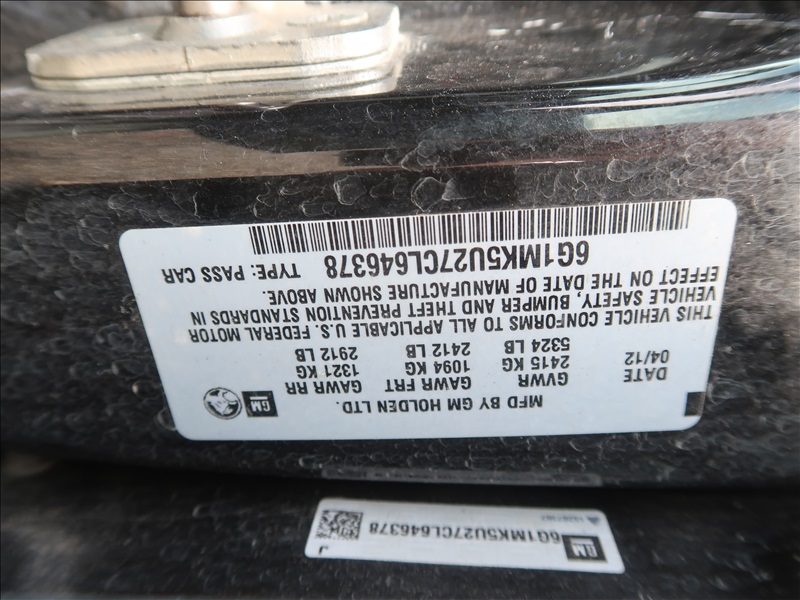 MFD BY GM HOLDEN LTD.
GM
DATE GVWR GAWR FRT GAWR RR
04/12 2415 KG 1094 KG 1321 KG
5324 LB 2412 LB 2912 LB
THIS VEHICLE CONFORMS TO ALL APPLICABLE U.S. FEDERAL MOTOR
VEHICLE SAFETY, BUMPER AND THEFT PREVENTION STANDARDS IN
EFFECT ON THE DATE OF MANUFACTURE SHOWN ABOVE.
6G1MK5U27CL646378 TYPE: PASS CAR
GM
6G1MK5U27CL646378
J